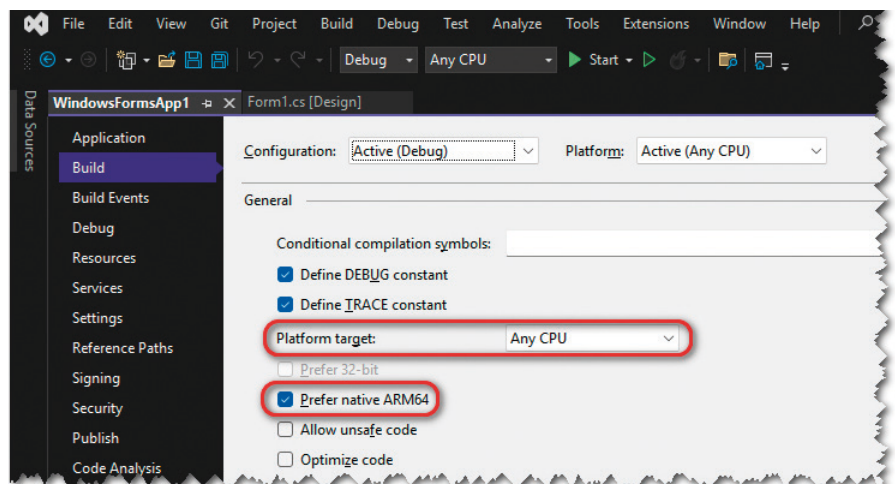 File Edit View Git Project Build Debug Test Analyze Tools Extensions Window Help
Debug Any CPU Start
Data Sources
WindowsFormsApp1 Form1.cs [Design]
Application
Build
Build Events
Debug
Resources
Services
Settings
Reference Paths
Signing
Security
Publish
Code Analysis
Configuration: Active (Debug) Platform: Active (Any CPU)
General
Conditional compilation symbols:
Define DEBUG constant
Define TRACE constant
Platform target: Any CPU
Prefer 32-bit
Prefer native ARM64
Allow unsafe code
Optimize code